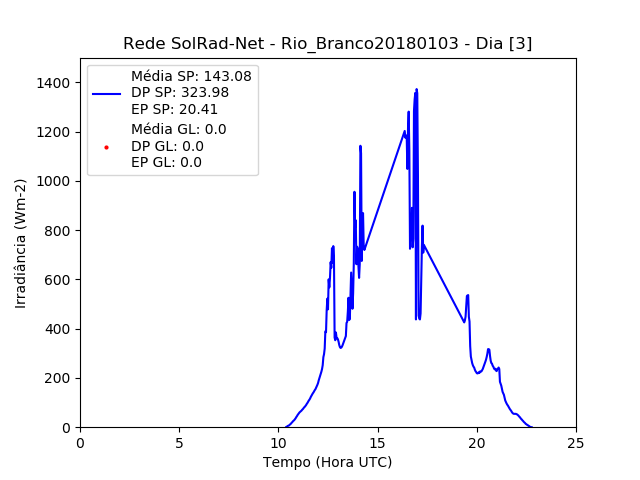 Rede SolRad-Net - Rio_Branco20180103 - Dia [3]
Média SP: 143.08
DP SP: 323.98
EP SP: 20.41
Média GL: 0.0
DP GL: 0.0
EP GL: 0.0
Irradiância (Wm-2)
1400
1200
1000
800
600
400
200
0
0 5 10 15 20 25
Tempo (Hora UTC)